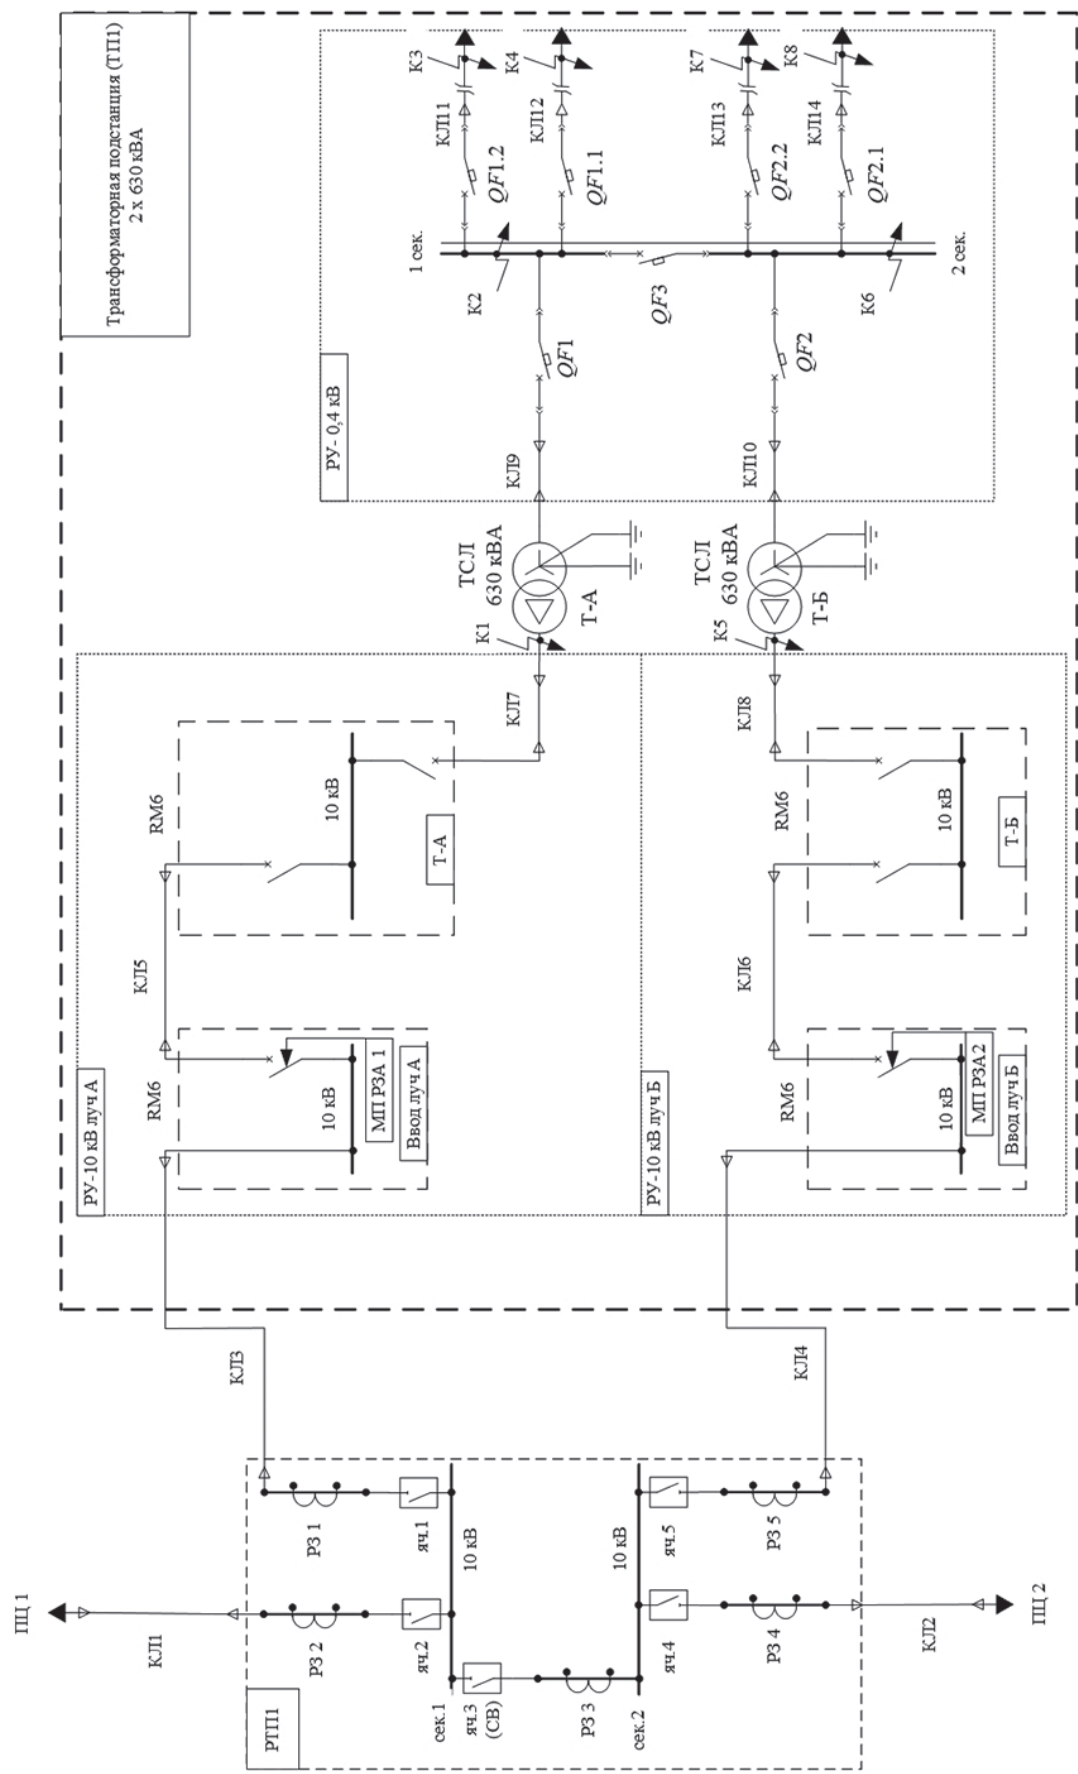 Трансформаторная подстанция (ТП1)
2 x 630 кВА
РУ- 0,4 кВ
К3
К4
К7
К8
КЛ11
КЛ12
КЛ13
КЛ14
QF1.2
QF1.1
QF2.2
QF2.1
1 сек.
2 сек.
К2
QF3
К6
QF1
QF2
КЛ9
КЛ10
ТСЛ
630 кВА
Т-А
ТСЛ
630 кВА
Т-Б
К1
К5
КЛ7
КЛ8
RM6
10 кВ
Т-А
RM6
10 кВ
Т-Б
КЛ5
КЛ6
РУ-10 кВ луч А
RM6
10 кВ
МП РЗА 1
Ввод луч А
РУ-10 кВ луч Б
RM6
10 кВ
МП РЗА2
Ввод луч Б
КЛ3
КЛ4
РЗ 1
яч.1
10 кВ
10 кВ
яч.5
РЗ 5
ПЦ 1
КЛ1
РЗ 2
яч.2
яч.4
РЗ 4
КЛ2
ПЦ 2
сек.1
яч.3
(СВ)
РЗ 3
сек.2
РТП1